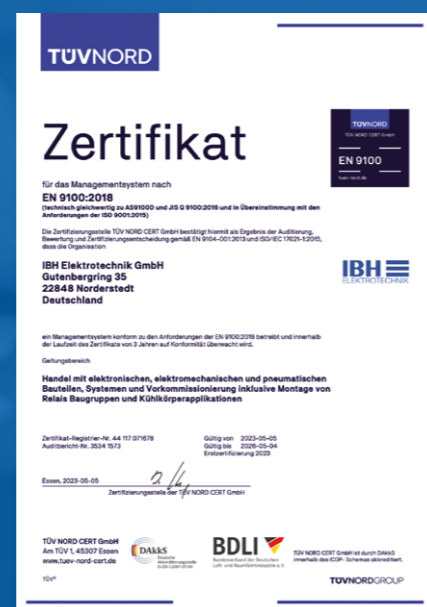 TÜVNORD
TÜVNORD
TÜV NORD CERT GmbH
EN 9100
tuev-nord.de
Zertifikat
für das Managementsystem nach
EN 9100:2018
(technisch gleichwertig zu AS9100D und JIS Q 9100:2016 und in Übereinstimmung mit den
Anforderungen der ISO 9001:2015)
Die Zertifizierungsstelle TÜV NORD CERT GmbH bestätigt hiermit als Ergebnis der Auditierung,
Bewertung und Zertifizierungsentscheidung gemäß EN 9104-001:2013 und ISO/IEC 17021-1:2015,
dass die Organisation
IBH Elektrotechnik GmbH
Gutenbergring 35
22848 Norderstedt
Deutschland
IBH
ELEKTROTECHNIK
ein Managementsystem konform zu den Anforderungen der EN 9100:2018 betreibt und innerhalb
der Laufzeit des Zertifikats von 3 Jahren auf Konformität überwacht wird.
Geltungsbereich
Handel mit elektronischen, elektromechanischen und pneumatischen
Bauteilen, Systemen und Vorkommissionierung inklusive Montage von
Relais Baugruppen und Kühlkörperapplikationen
Zertifikat-Registrier-Nr. 44 117 071678
Auditbericht-Nr. 3534 1573
Gültig von 2023-05-05
Gültig bis 2026-05-04
Erstzertifizierung 2023
Essen, 2023-05-05
Zertifizierungsstelle der TÜV NORD CERT GmbH
TÜV NORD CERT GmbH
Am TÜV 1, 45307 Essen
www.tuev-nord-cert.de
DAkkS
Deutsche
Akkreditierungsstelle
BDLI
Bundesverband der Deutschen
Luft- und Raumfahrtindustrie e.V.
TÜV NORD CERT GmbH ist durch DAkkS
innerhalb des ICOP- Schemas akkreditiert.
TÜV®
TÜVNORDGROUP